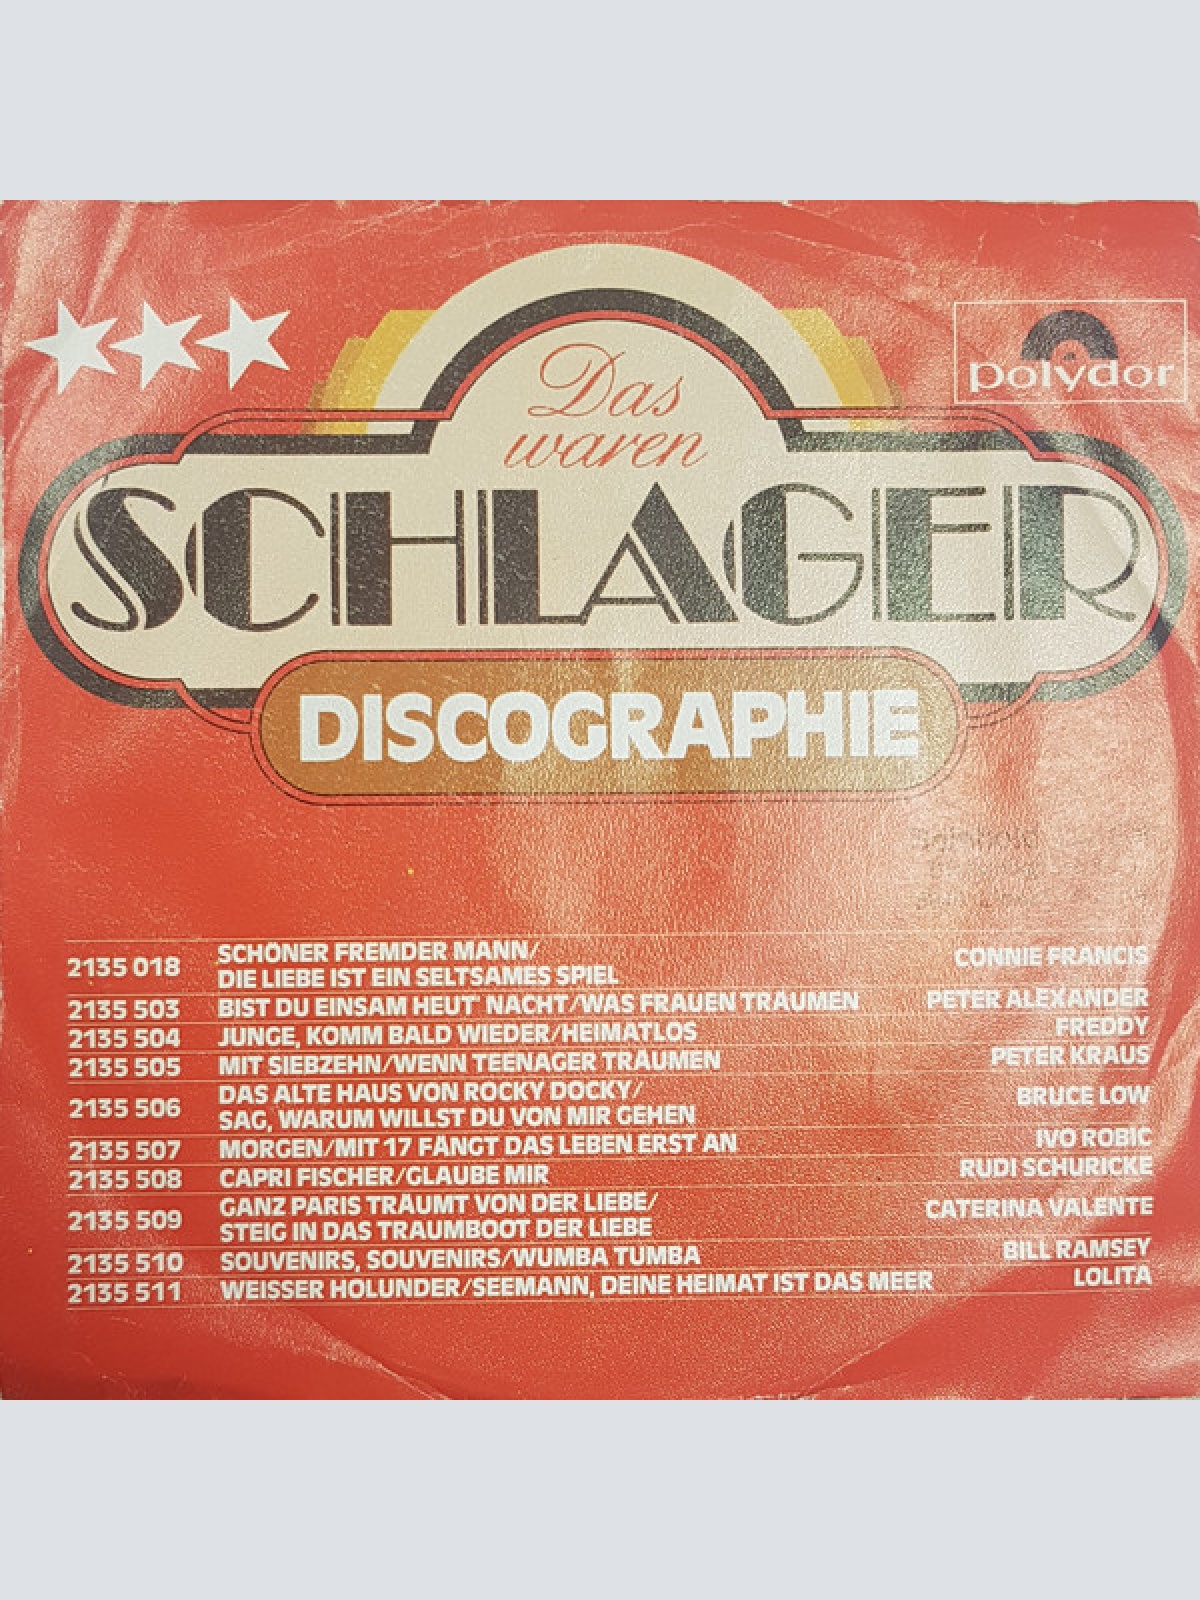 Das
waren
polydor
SCHLAGER
DISCOGRAPHIE
2135 018 SCHÖNER FREMDER MANN/ CONNIE FRANCIS
DIE LIEBE IST EIN SELTSAMES SPIEL
2135 503 BIST DU EINSAM HEUT' NACHT/WAS FRAUEN TRÄUMEN PETER ALEXANDER
2135 504 JUNGE, KOMM BALD WIEDER/HEIMATLOS FREDDY
2135 505 MIT SIEBZEHN/WENN TEENAGER TRÄUMEN PETER KRAUS
2135 506 DAS ALTE HAUS VON ROCKY DOCKY/ BRUCE LOW
SAG, WARUM WILLST DU VON MIR GEHEN
2135 507 MORGEN/MIT 17 FÄNGT DAS LEBEN ERST AN IVO ROBIC
2135 508 CAPRI FISCHER/GLAUBE MIR RUDI SCHURICKE
2135 509 GANZ PARIS TRÄUMT VON DER LIEBE/ CATERINA VALENTE
STEIG IN DAS TRAUMBOOT DER LIEBE
2135 510 SOUVENIRS, SOUVENIRS/WUMBA TUMBA BILL RAMSEY
2135 511 WEISSER HOLUNDER/SEEMANN, DEINE HEIMAT IST DAS MEER LOLITA